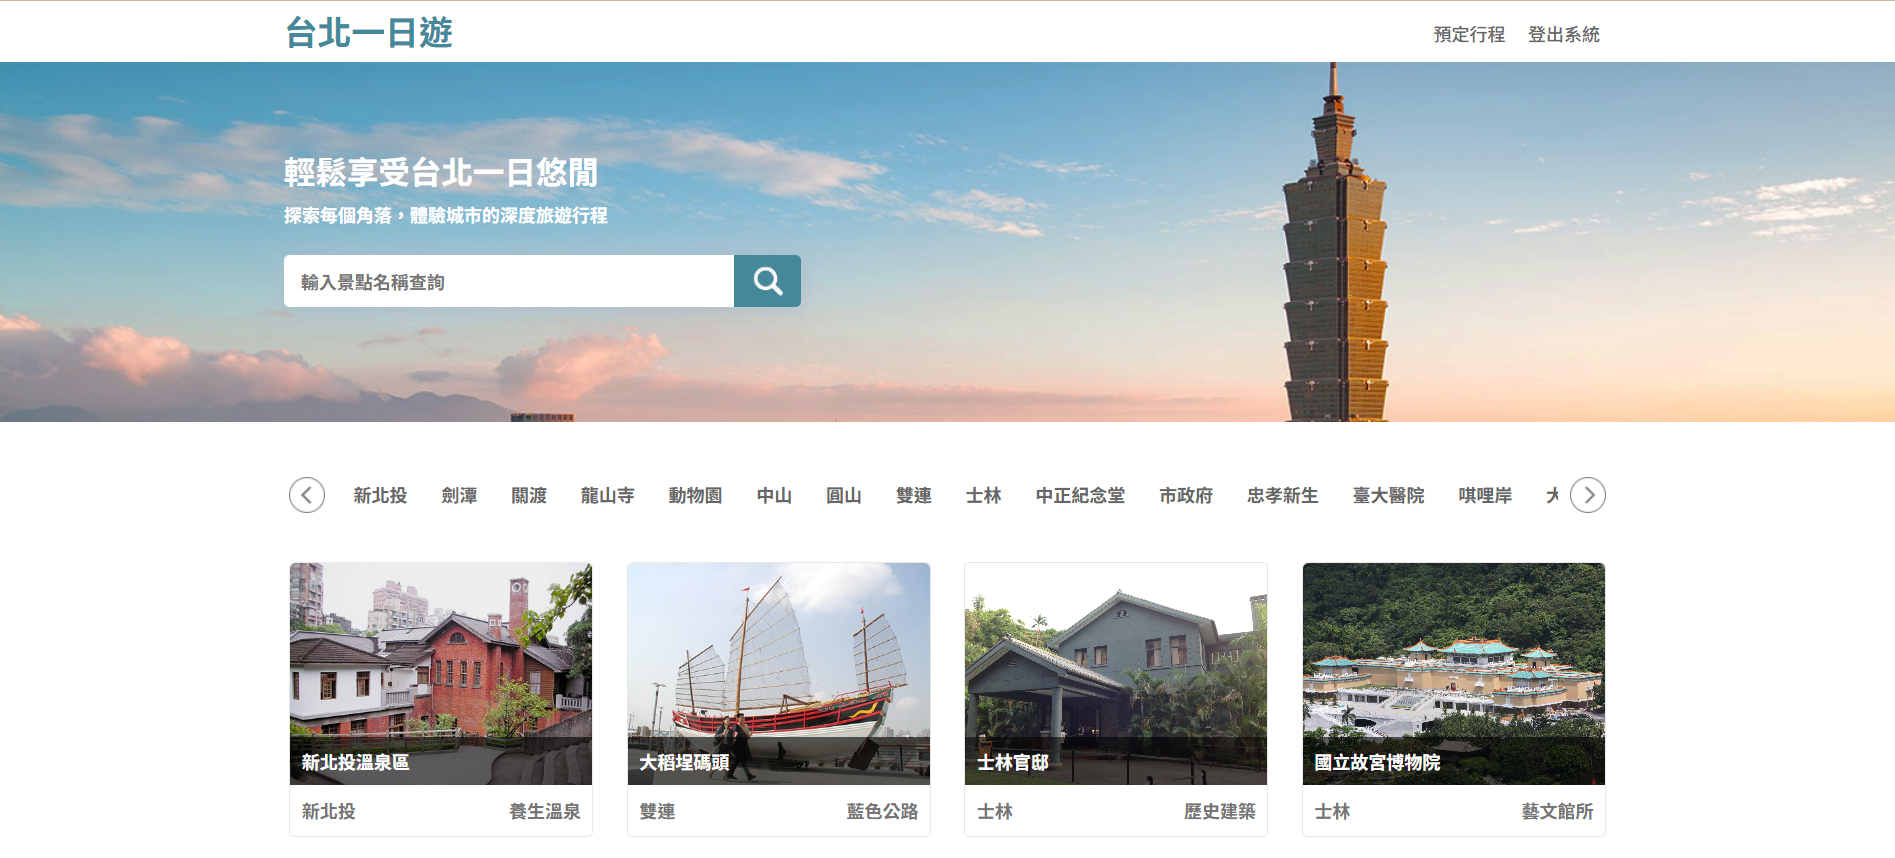 台北一日遊
預定行程 登出系統
輕鬆享受台北一日悠閒
探索每個角落，體驗城市的深度旅遊行程
輸入景點名稱查詢
新北投 劍潭 關渡 龍山寺 動物園 中山 圓山 雙連 士林 中正紀念堂 市政府 忠孝新生 臺大醫院 唭哩岸
新北投溫泉區
新北投 養生溫泉
大稻埕碼頭
雙連 藍色公路
士林官邸
士林 歷史建築
國立故宮博物院
士林 藝文館所